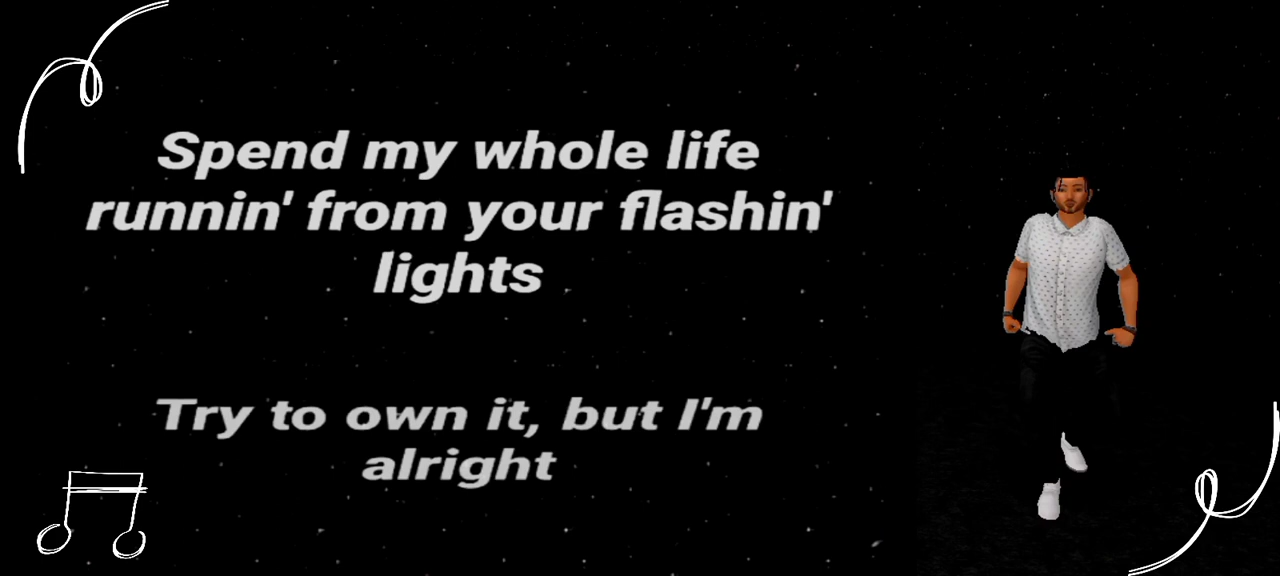 Spend my whole life
runnin' from your flashin'
lights
Try to own it, but I'm
alright